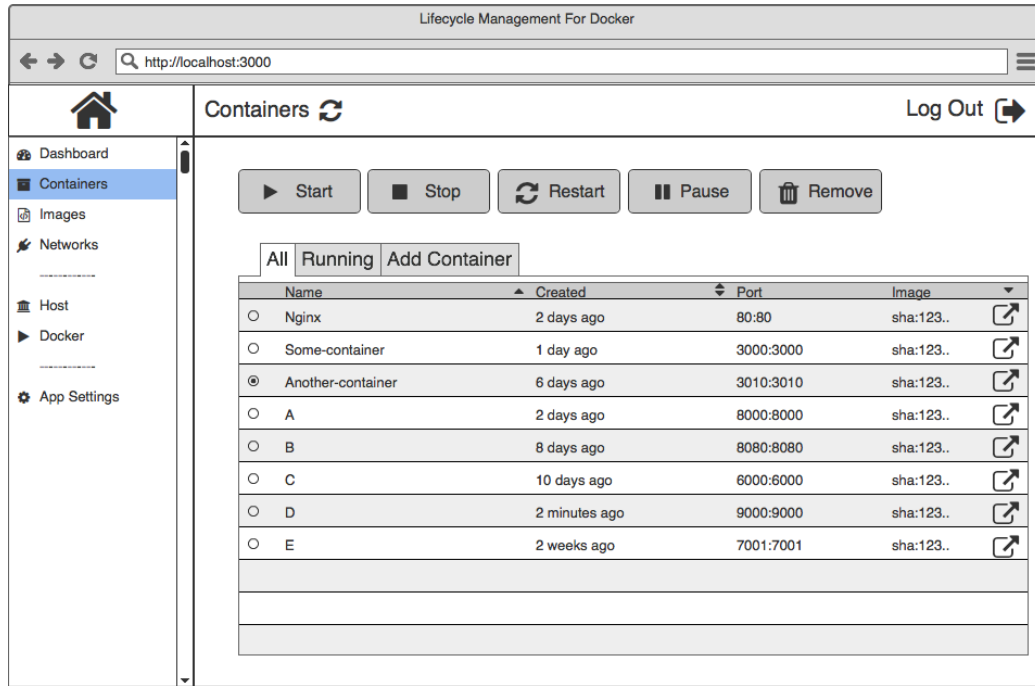 Lifecycle Management For Docker
http://localhost:3000
Containers
Log Out
Dashboard
Containers
Images
Networks
------------
Host
Docker
------------
App Settings
Start Stop Restart Pause Remove
All Running Add Container
Name Created Port Image
Nginx 2 days ago 80:80 sha:123..
Some-container 1 day ago 3000:3000 sha:123..
Another-container 6 days ago 3010:3010 sha:123..
A 2 days ago 8000:8000 sha:123..
B 8 days ago 8080:8080 sha:123..
C 10 days ago 6000:6000 sha:123..
D 2 minutes ago 9000:9000 sha:123..
E 2 weeks ago 7001:7001 sha:123..